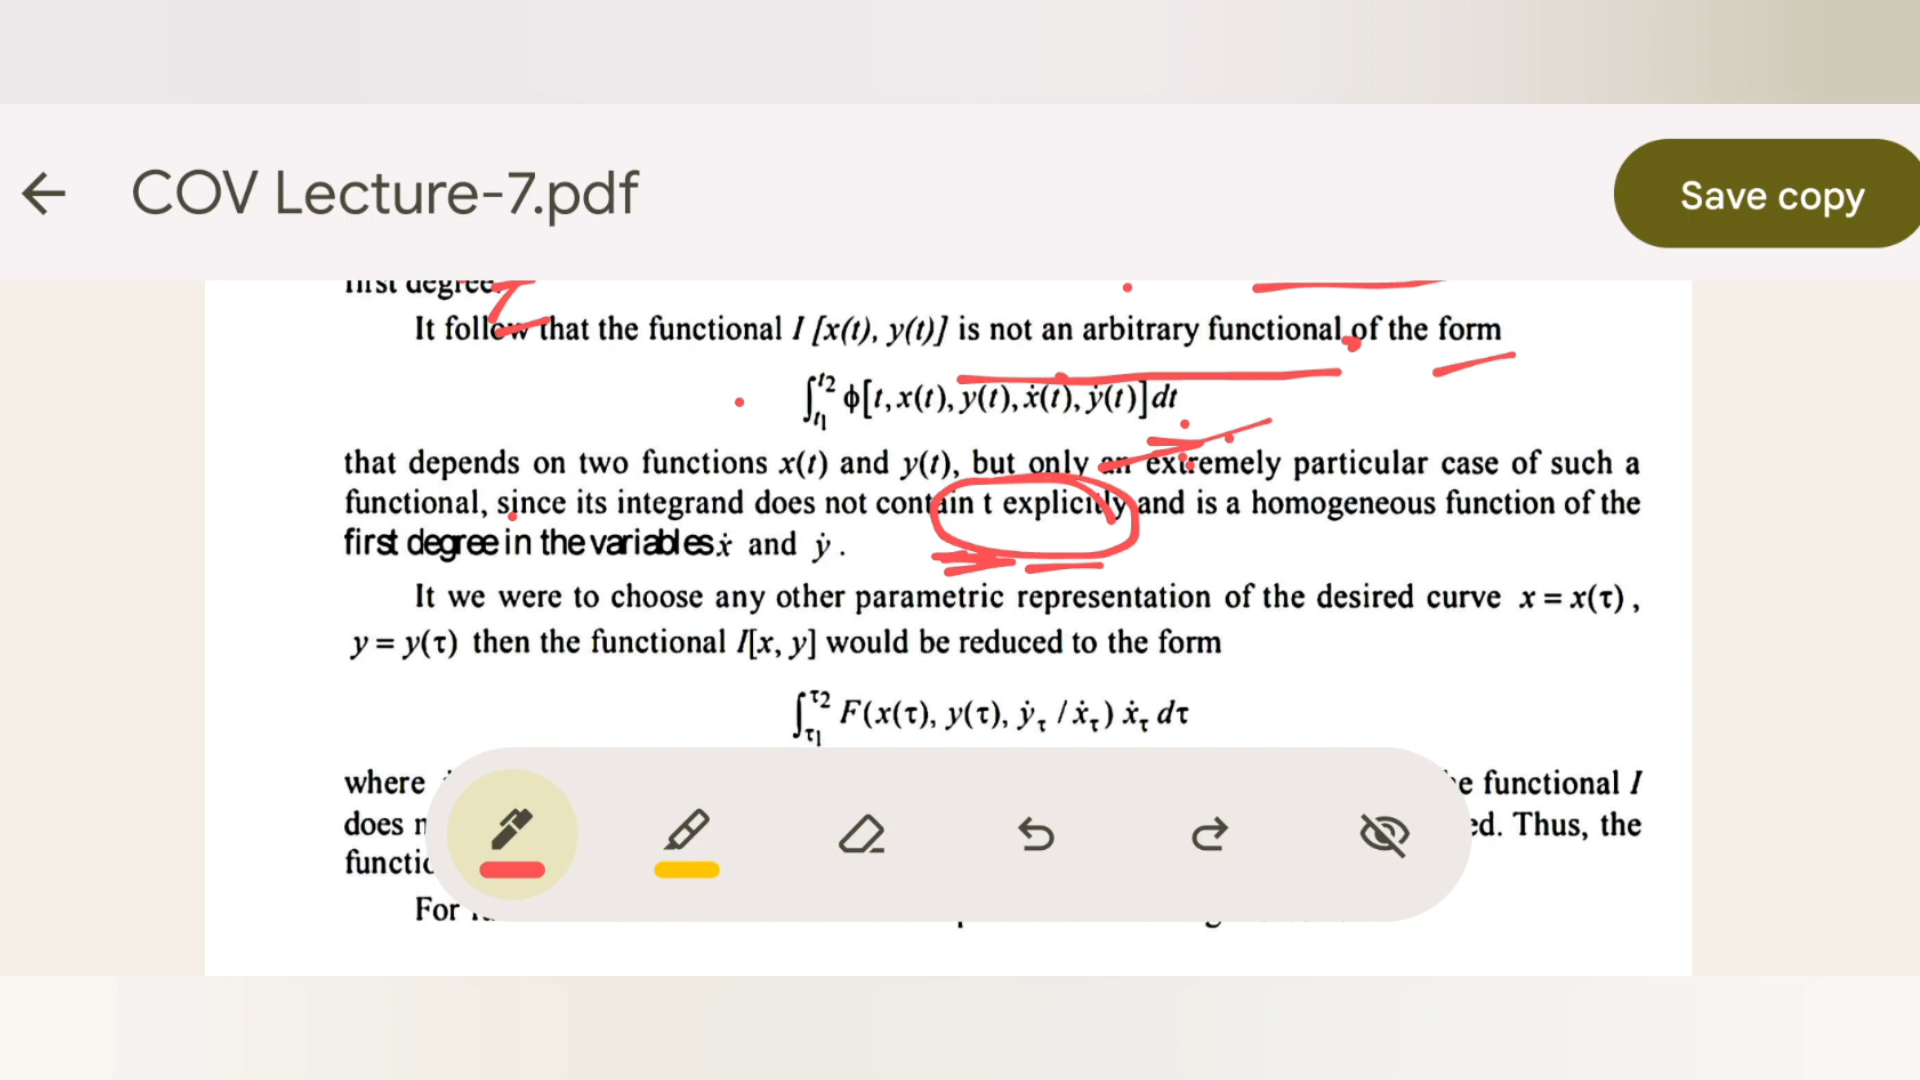 COV Lecture-7.pdf
Save copy
first degree.
It follow that the functional I [x(t), y(t)] is not an arbitrary functional of the form
∫_{t1}^{t2} ϕ[t, x(t), y(t), ẋ(t), ẏ(t)] dt
that depends on two functions x(t) and y(t), but only an extremely particular case of such a
functional, since its integrand does not contain t explicitly and is a homogeneous function of the
first degree in the variables ẋ and ẏ .
It we were to choose any other parametric representation of the desired curve x = x(τ) ,
y = y(τ) then the functional I[x, y] would be reduced to the form
∫_{τ1}^{τ2} F(x(τ), y(τ), ẏ_τ / ẋ_τ) ẋ_τ dτ
where functional I
does ed. Thus, the
For